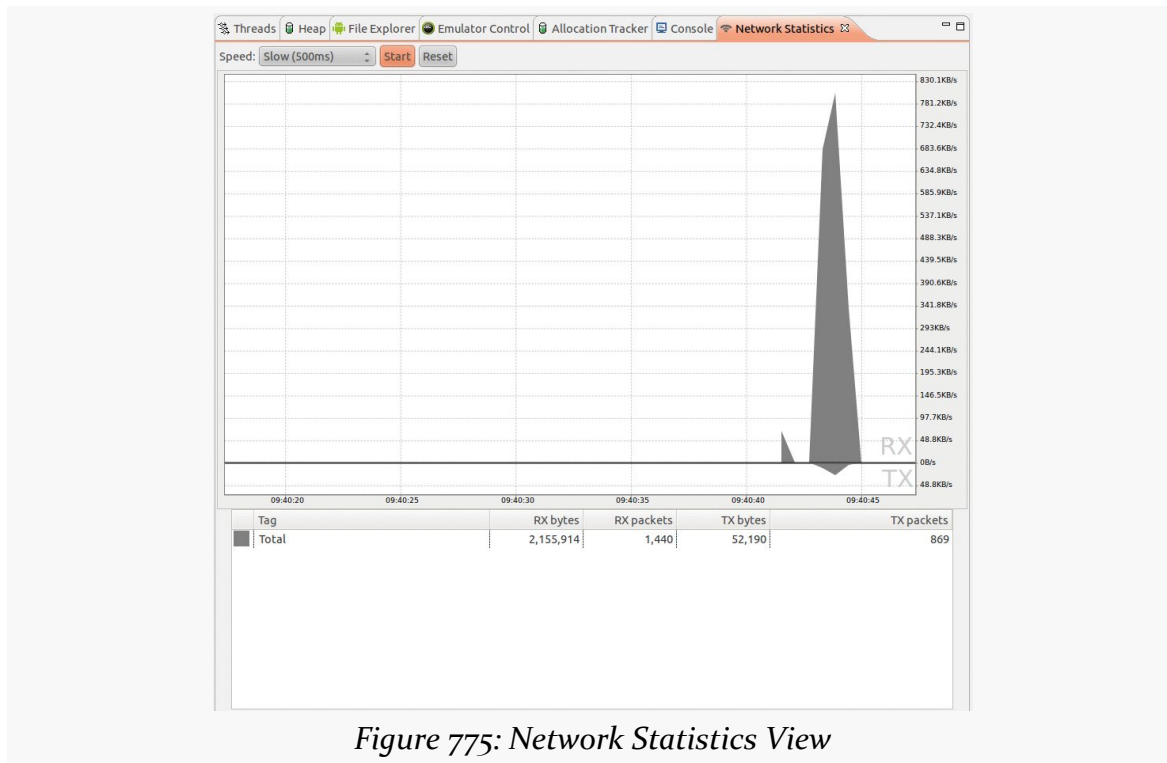 Threads Heap File Explorer Emulator Control Allocation Tracker Console Network Statistics
Speed: Slow (500ms) Start Reset
830.1KB/s
781.2KB/s
732.4KB/s
683.6KB/s
634.8KB/s
585.9KB/s
537.1KB/s
488.3KB/s
439.5KB/s
390.6KB/s
341.8KB/s
293KB/s
244.1KB/s
195.3KB/s
146.5KB/s
97.7KB/s
48.8KB/s
RX
0B/s
TX
48.8KB/s
09:40:20 09:40:25 09:40:30 09:40:35 09:40:40 09:40:45
Tag RX bytes RX packets TX bytes TX packets
Total 2,155,914 1,440 52,190 869
Figure 775: Network Statistics View